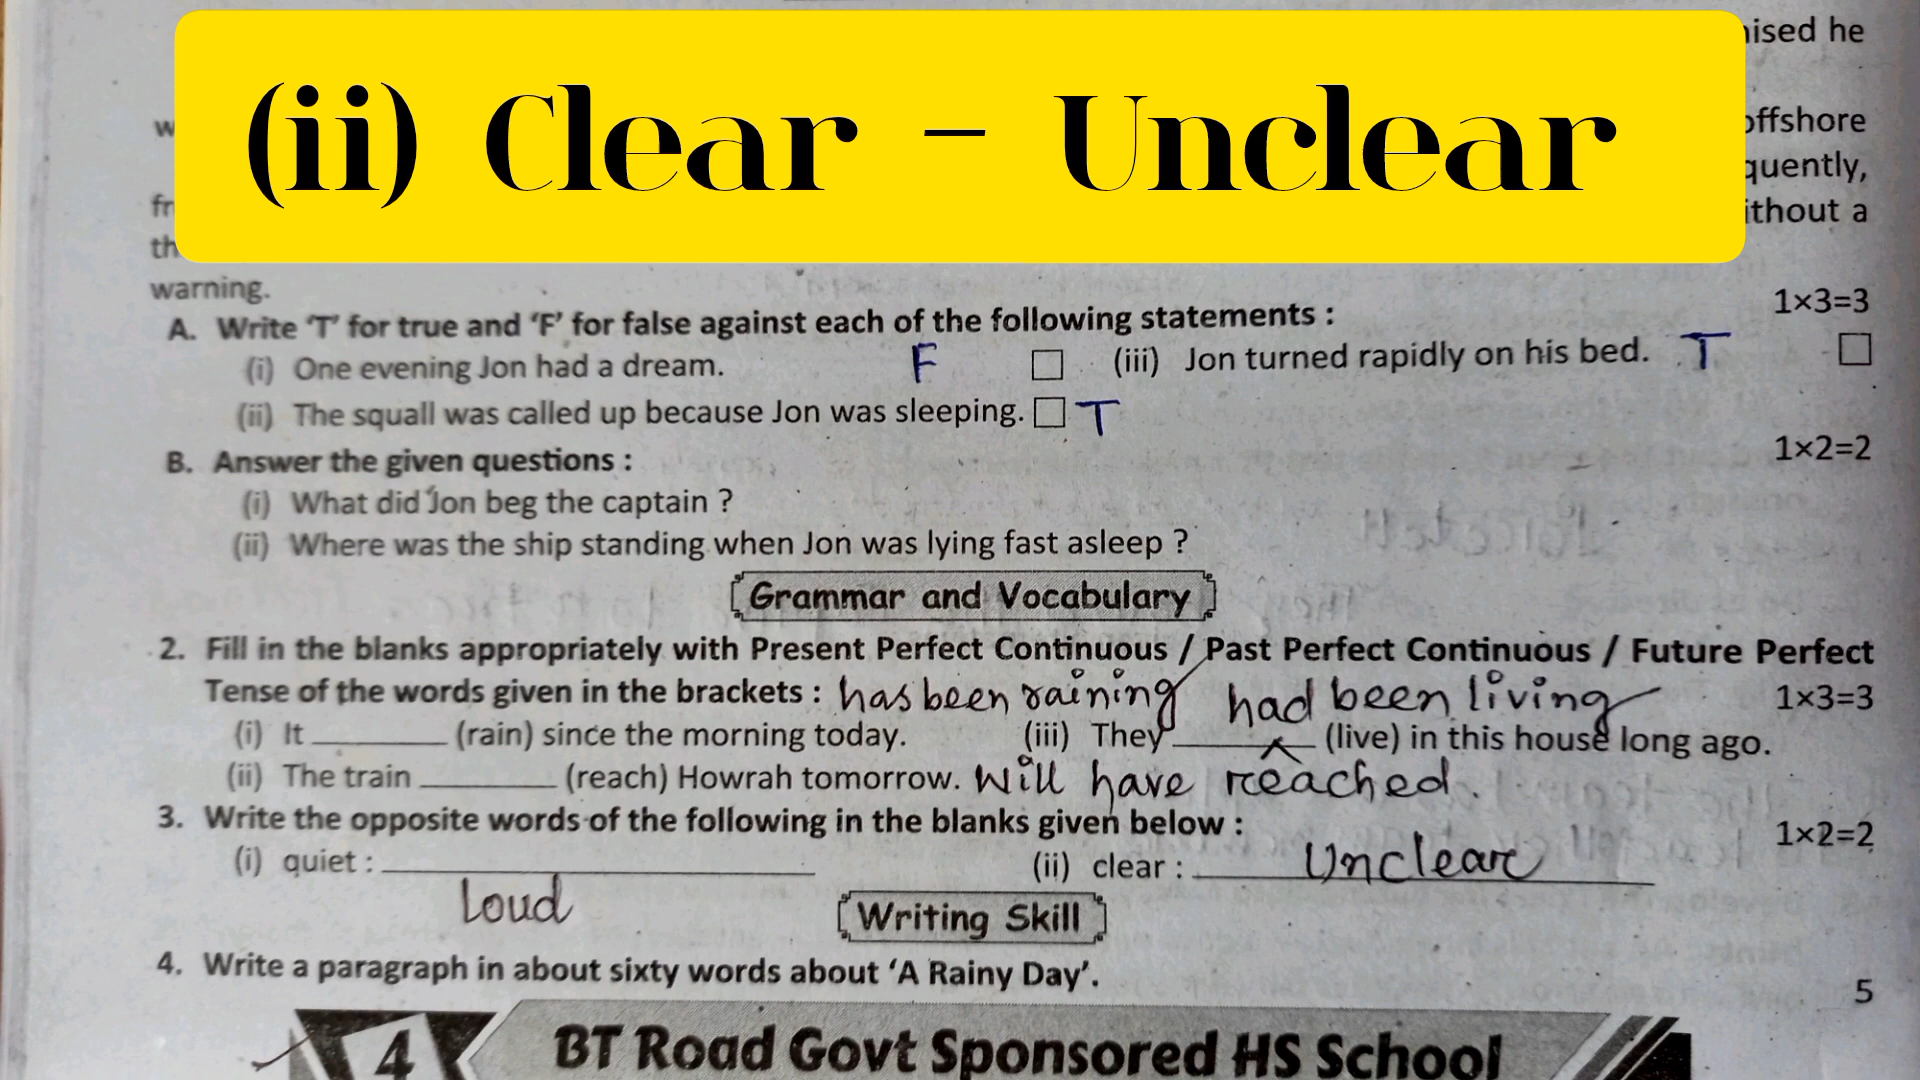 ised he
(ii) Clear - Unclear
w
offshore
quently,
fr
ithout a
th
warning.
A. Write 'T' for true and 'F' for false against each of the following statements : 1×3=3
(i) One evening Jon had a dream. F (iii) Jon turned rapidly on his bed. T
(ii) The squall was called up because Jon was sleeping. T
B. Answer the given questions : 1×2=2
(i) What did Jon beg the captain ?
(ii) Where was the ship standing when Jon was lying fast asleep ?
Grammar and Vocabulary
2. Fill in the blanks appropriately with Present Perfect Continuous / Past Perfect Continuous / Future Perfect
Tense of the words given in the brackets : has been raining had been living 1×3=3
(i) It ________ (rain) since the morning today. (iii) They ________ (live) in this house long ago.
(ii) The train ________ (reach) Howrah tomorrow. Will have reached.
3. Write the opposite words of the following in the blanks given below : 1×2=2
(i) quiet : ________ (ii) clear : Unclear
Loud
Writing Skill
4. Write a paragraph in about sixty words about 'A Rainy Day'. 5
4 BT Road Govt Sponsored HS School